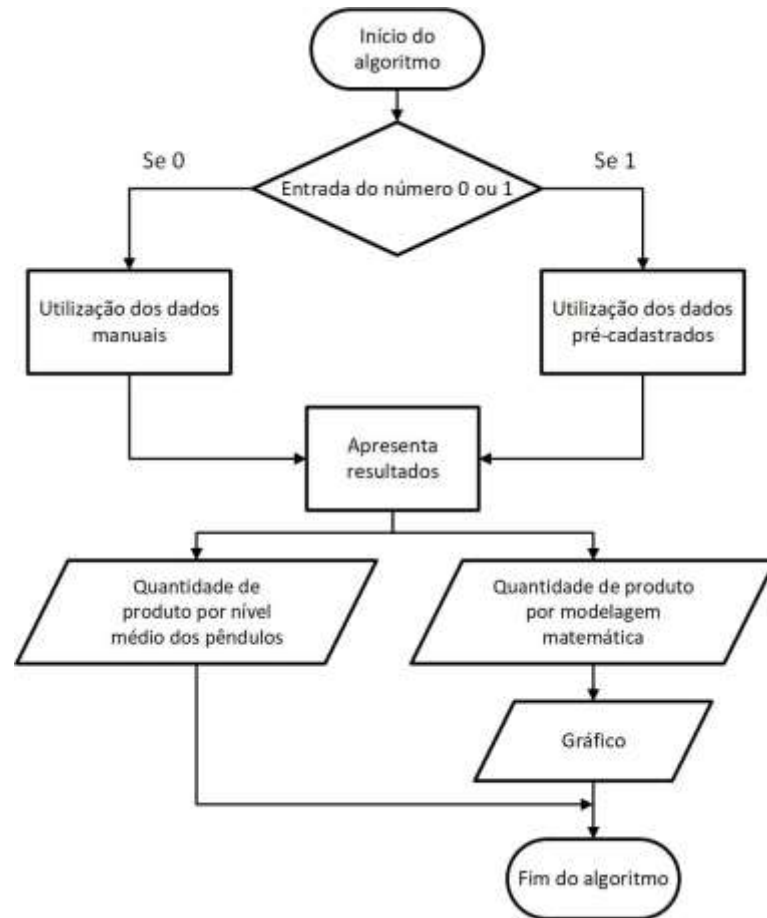 Início do
algoritmo
Se 0
Se 1
Entrada do número 0 ou 1
Utilização dos dados
manuais
Utilização dos dados
pré-cadastrados
Apresenta
resultados
Quantidade de
produto por nível
médio dos pêndulos
Quantidade de produto
por modelagem
matemática
Gráfico
Fim do algoritmo